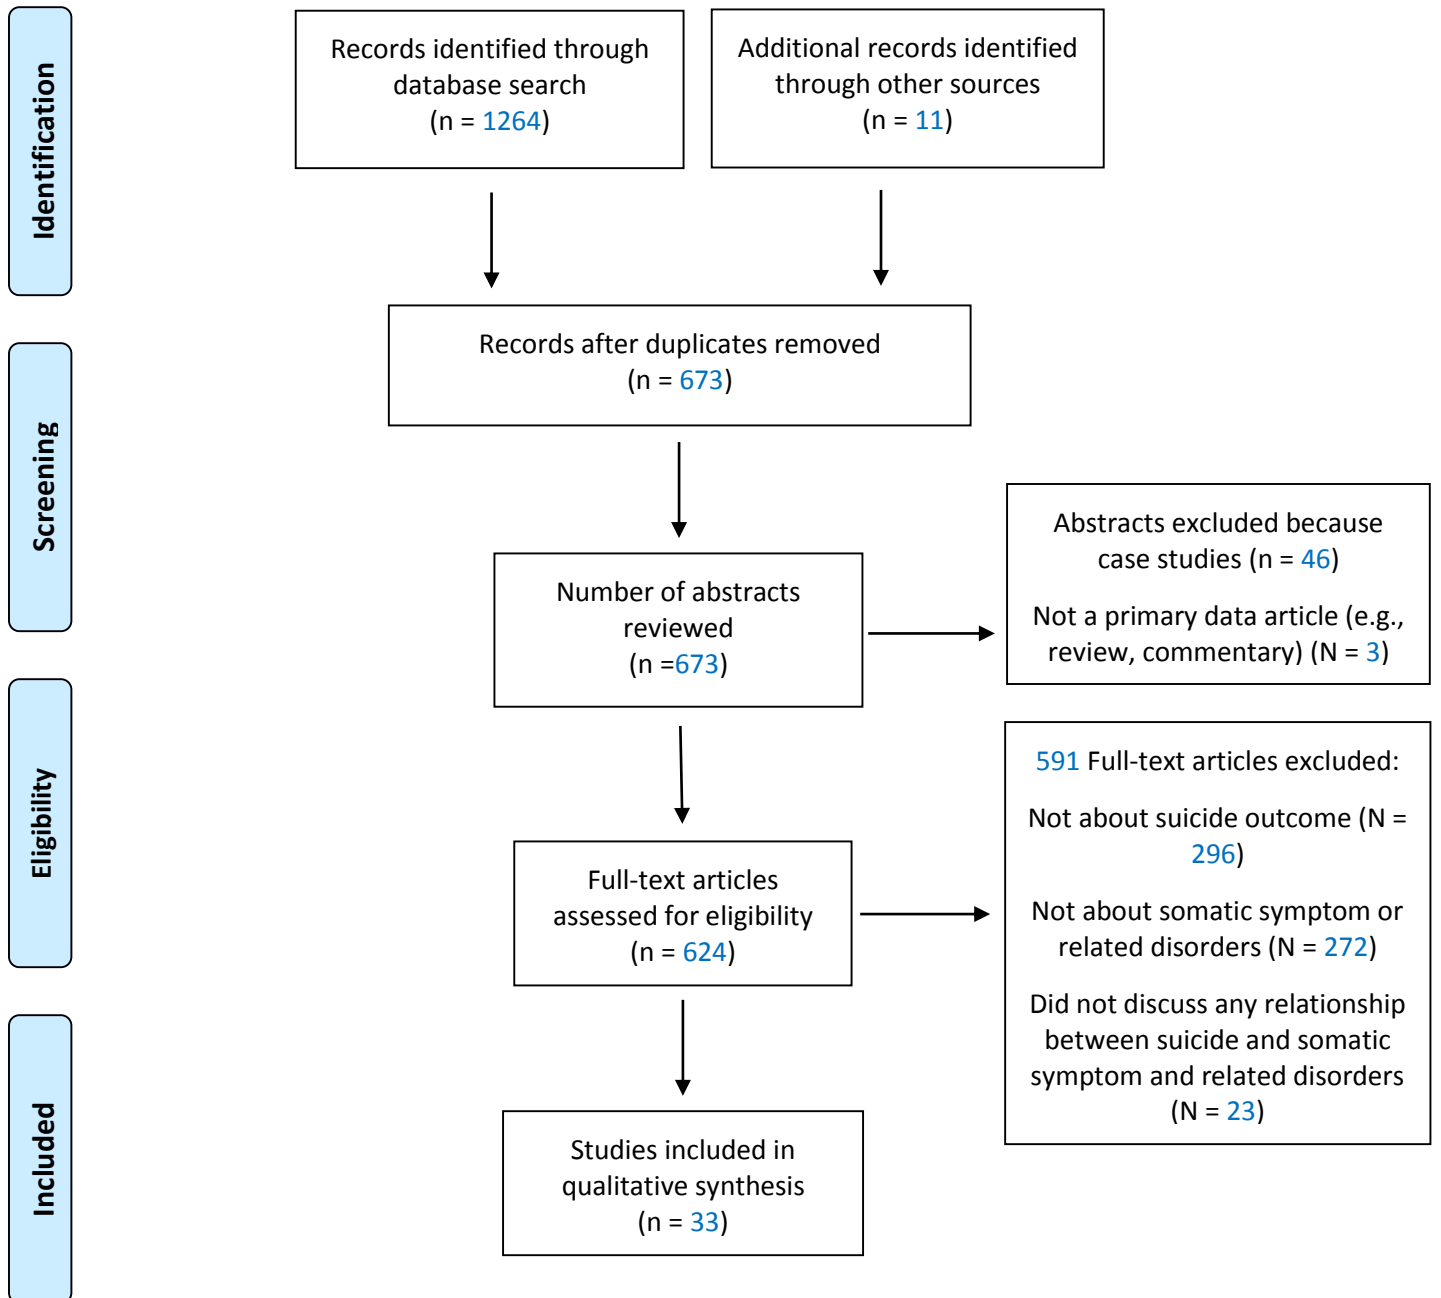 Identification
Records identified through
database search
(n = 1264)
Additional records identified
through other sources
(n = 11)
Records after duplicates removed
(n = 673)
Screening
Number of abstracts
reviewed
(n =673)
Abstracts excluded because
case studies (n = 46)
Not a primary data article (e.g.,
review, commentary) (N = 3)
Eligibility
Full-text articles
assessed for eligibility
(n = 624)
591 Full-text articles excluded:
Not about suicide outcome (N =
296)
Not about somatic symptom or
related disorders (N = 272)
Did not discuss any relationship
between suicide and somatic
symptom and related disorders
(N = 23)
Included
Studies included in
qualitative synthesis
(n = 33)